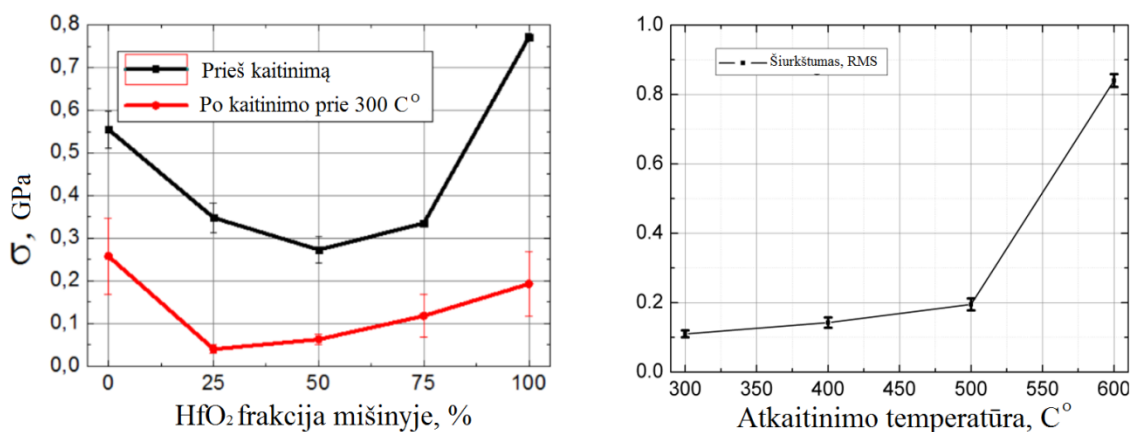 0,8
0,7
0,6
0,5
0,4
0,3
0,2
0,1
0,0
σ, GPa
Prieš kaitinimą
Po kaitinimo prie 300 C°
0 25 50 75 100
HfO₂ frakcija mišinyje, %
1.0
0.8
0.6
0.4
0.2
0.0
Šiurkštumas, RMS
300 350 400 450 500 550 600
Atkaitinimo temperatūra, C°